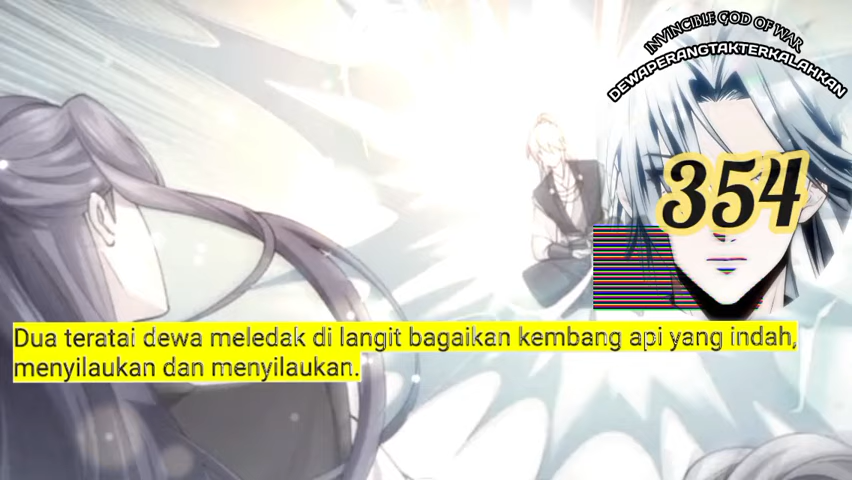 INVINCIBLE GOD OF WAR
DEWAPERANGTAKTERKALAHKAN
354
Dua teratai dewa meledak di langit bagaikan kembang api yang indah,
menyilaukan dan menyilaukan.